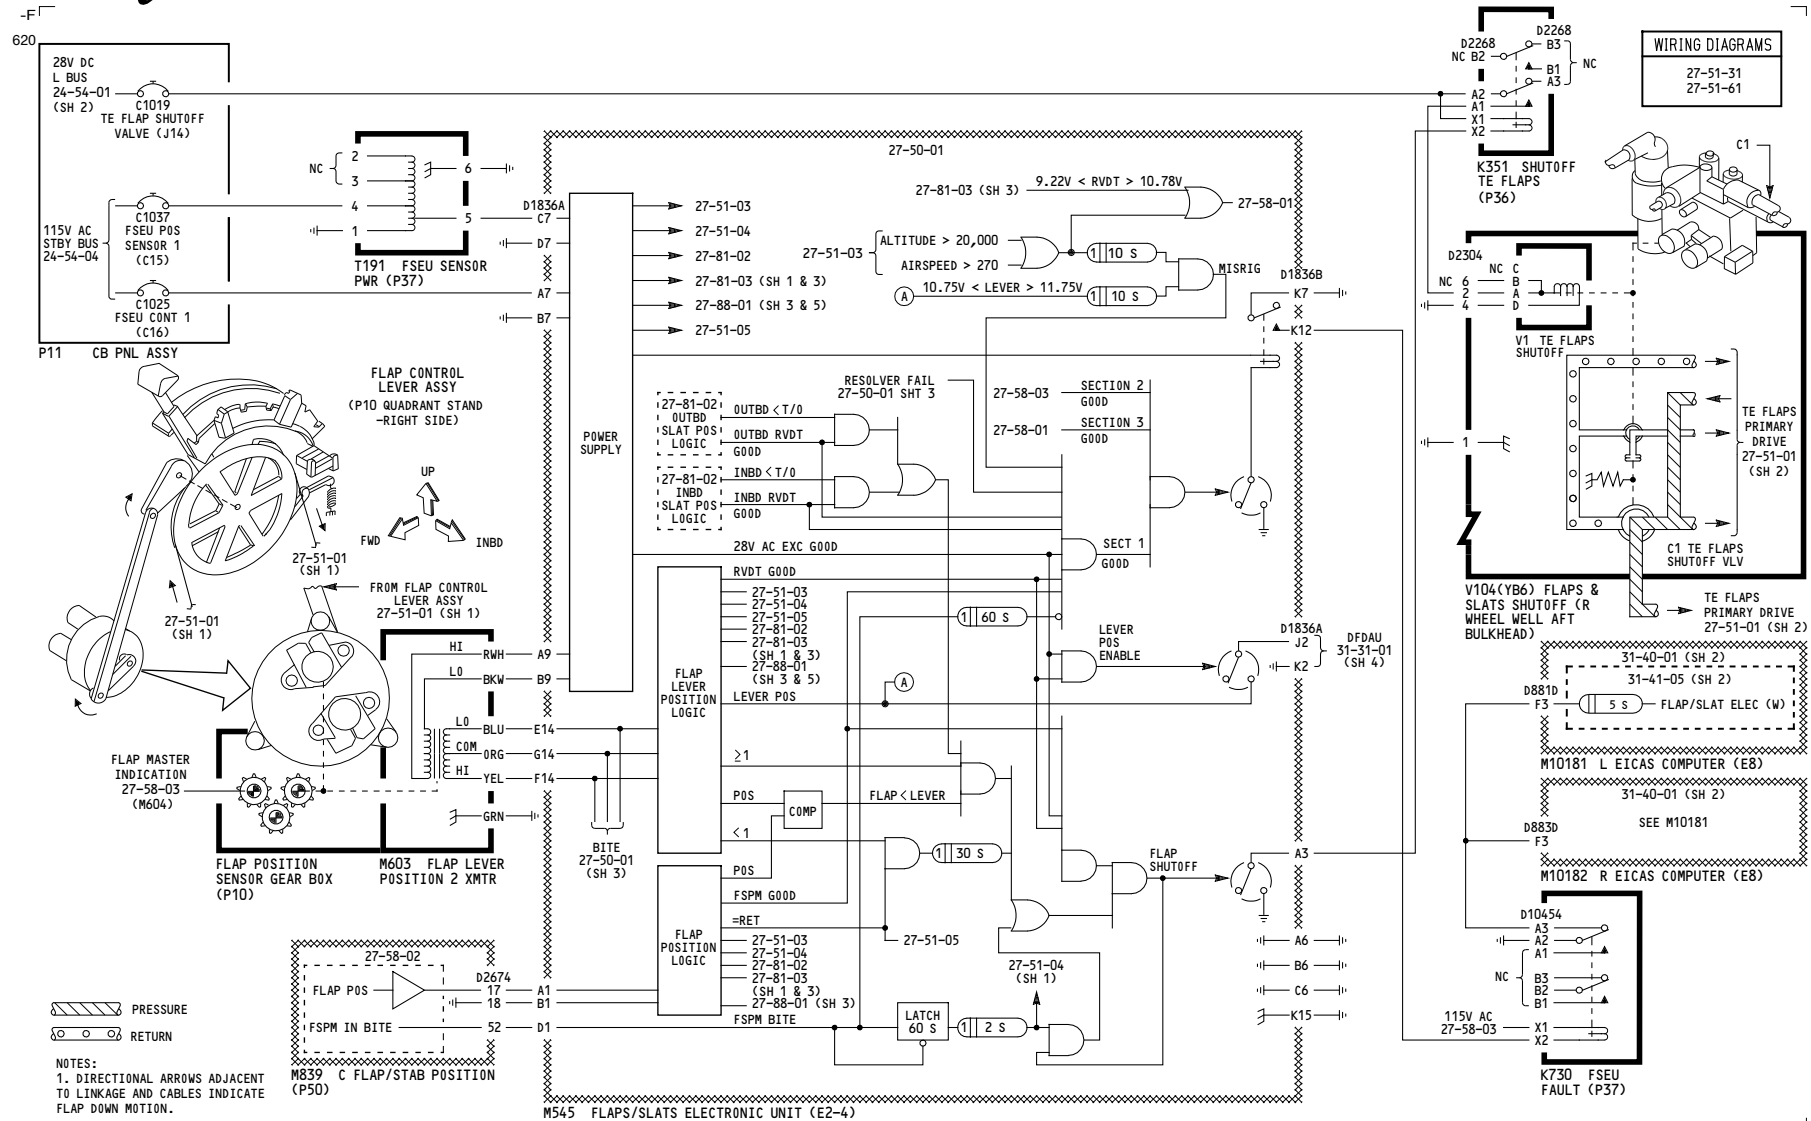 -F
620
28V DC
L BUS
24-54-01
(SH 2)
C1019
TE FLAP SHUTOFF
VALVE (J14)
115V AC
STBY BUS
24-54-04
C1037
FSEU POS
SENSOR 1
(C15)
C1025
FSEU CONT 1
(C16)
P11 CB PNL ASSY
NC
2
3
4
1
6
5
T191 FSEU SENSOR
PWR (P37)
FLAP CONTROL
LEVER ASSY
(P10 QUADRANT STAND
-RIGHT SIDE)
UP
FWD
INBD
27-51-01
(SH 1)
27-51-01
(SH 1)
FROM FLAP CONTROL
LEVER ASSY
27-51-01 (SH 1)
FLAP MASTER
INDICATION
27-58-03
(M604)
FLAP POSITION
SENSOR GEAR BOX
(P10)
HI
RWH
A9
LO
BKW
B9
LO
BLU
E14
COM
ORG
G14
HI
YEL
F14
GRN
M603 FLAP LEVER
POSITION 2 XMTR
BITE
27-50-01
(SH 3)
27-58-02
FLAP POS
D2674
17
A1
18
B1
FSPM IN BITE
52
D1
M839 C FLAP/STAB POSITION
(P50)
PRESSURE
RETURN
NOTES:
1. DIRECTIONAL ARROWS ADJACENT
TO LINKAGE AND CABLES INDICATE
FLAP DOWN MOTION.
27-50-01
D1836A
C7
D7
A7
B7
POWER
SUPPLY
27-51-03
27-51-04
27-81-02
27-81-03 (SH 1 & 3)
27-88-01 (SH 3 & 5)
27-51-05
27-81-03 (SH 3)
9.22V < RVDT > 10.78V
27-58-01
27-51-03
ALTITUDE > 20,000
AIRSPEED > 270
1 10 S
A
10.75V < LEVER > 11.75V
1 10 S
MISRIG
D1836B
K7
K12
RESOLVER FAIL
27-50-01 SHT 3
27-58-03
SECTION 2
GOOD
27-58-01
SECTION 3
GOOD
27-81-02
OUTBD
SLAT POS
LOGIC
OUTBD < T/O
OUTBD RVDT
GOOD
27-81-02
INBD
SLAT POS
LOGIC
INBD < T/O
INBD RVDT
GOOD
28V AC EXC GOOD
SECT 1
GOOD
FLAP
LEVER
POSITION
LOGIC
RVDT GOOD
27-51-03
27-51-04
27-51-05
27-81-02
27-81-03
(SH 1 & 3)
27-88-01
(SH 3 & 5)
LEVER POS
A
1 60 S
LEVER
POS
ENABLE
D1836A
J2
K2
DFDAU
31-31-01
(SH 4)
≥1
POS
COMP
FLAP < LEVER
<1
1 30 S
FLAP
SHUTOFF
A3
FLAP
POSITION
LOGIC
POS
FSPM GOOD
=RET
27-51-05
27-51-03
27-51-04
27-81-02
27-81-03
(SH 1 & 3)
27-88-01 (SH 3)
FSPM BITE
LATCH
60 S
1 2 S
27-51-04
(SH 1)
A6
B6
C6
K15
M545 FLAPS/SLATS ELECTRONIC UNIT (E2-4)
D2268
NC B2
D2268
B3
B1
A3
NC
A2
A1
X1
X2
K351 SHUTOFF
TE FLAPS
(P36)
WIRING DIAGRAMS
27-51-31
27-51-61
C1
D2304
NC 6
2
4
NC C
B
A
D
V1 TE FLAPS
SHUTOFF
1
TE FLAPS
PRIMARY
DRIVE
27-51-01
(SH 2)
C1 TE FLAPS
SHUTOFF VLV
V104(YB6) FLAPS &
SLATS SHUTOFF (R
WHEEL WELL AFT
BULKHEAD)
TE FLAPS
PRIMARY DRIVE
27-51-01 (SH 2)
31-40-01 (SH 2)
31-41-05 (SH 2)
D881D
F3
5 S
FLAP/SLAT ELEC (W)
M10181 L EICAS COMPUTER (E8)
31-40-01 (SH 2)
SEE M10181
D883D
F3
M10182 R EICAS COMPUTER (E8)
D10454
A3
A2
A1
NC
B3
B2
B1
115V AC
27-58-03
X1
X2
K730 FSEU
FAULT (P37)